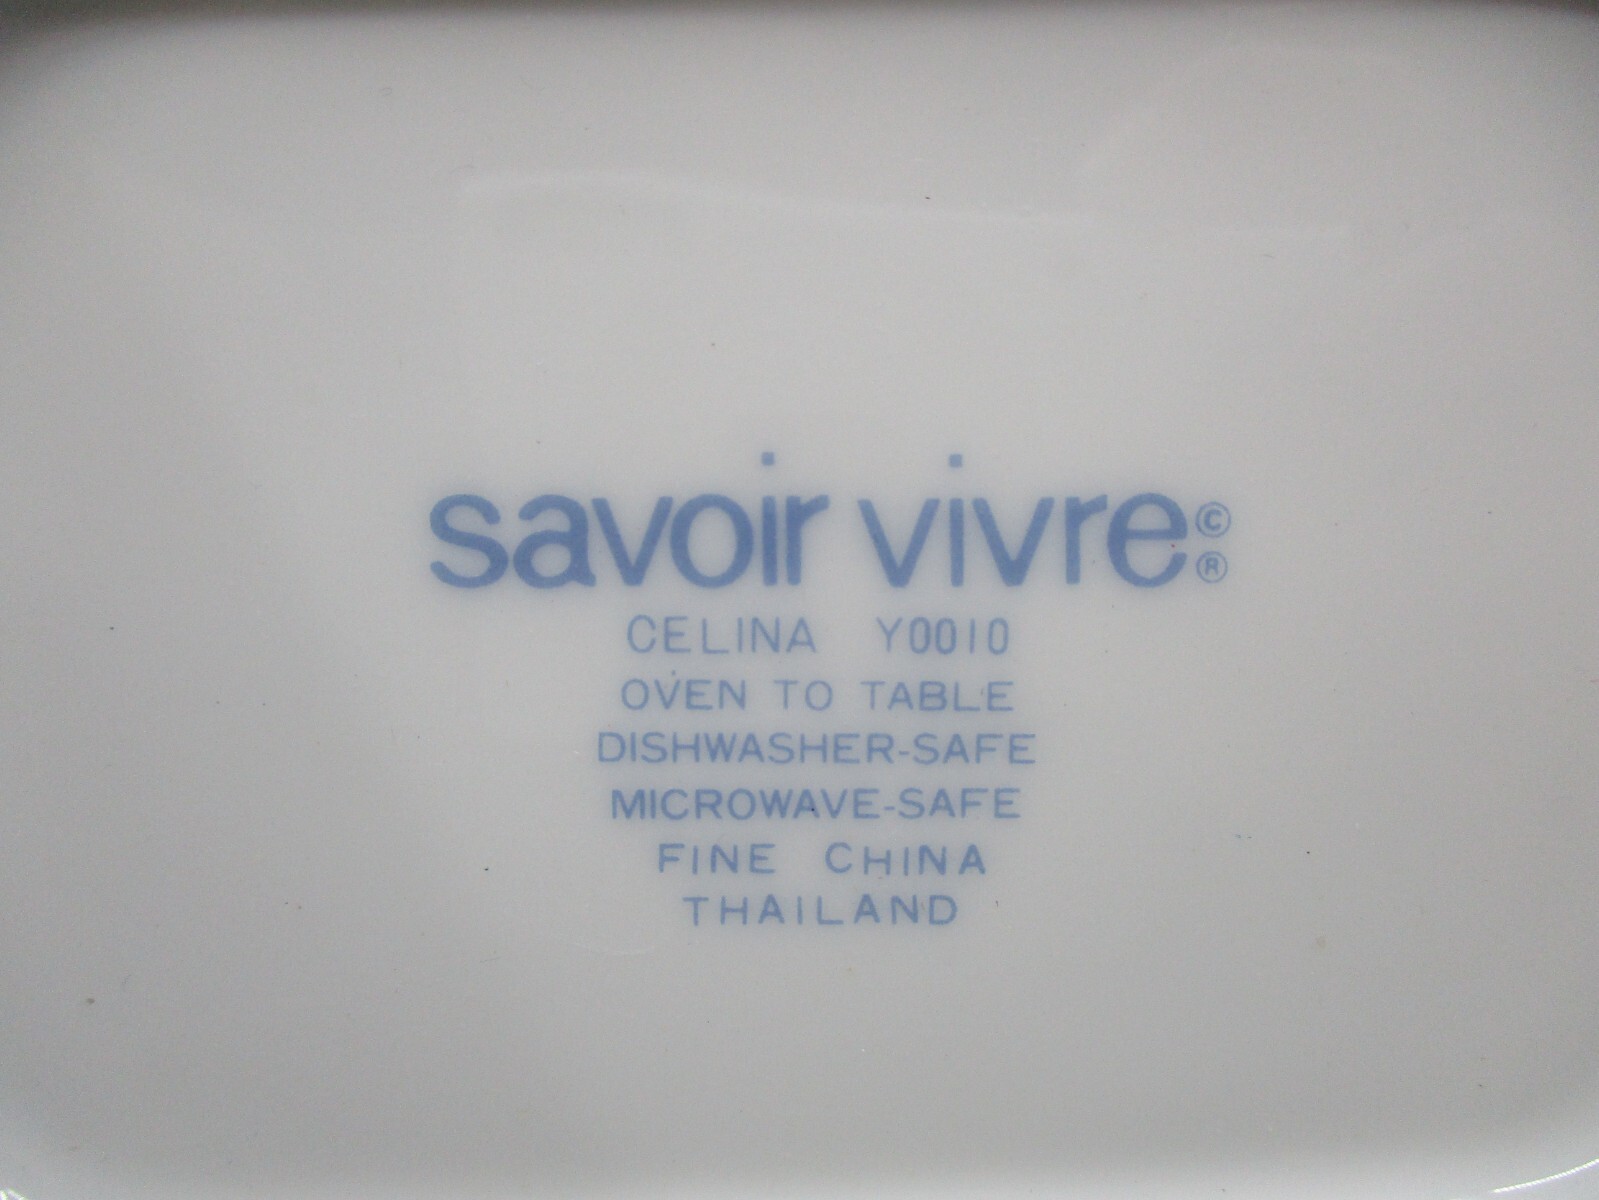 savoir vivre©®
CELINA Y0010
OVEN TO TABLE
DISHWASHER-SAFE
MICROWAVE-SAFE
FINE CHINA
THAILAND